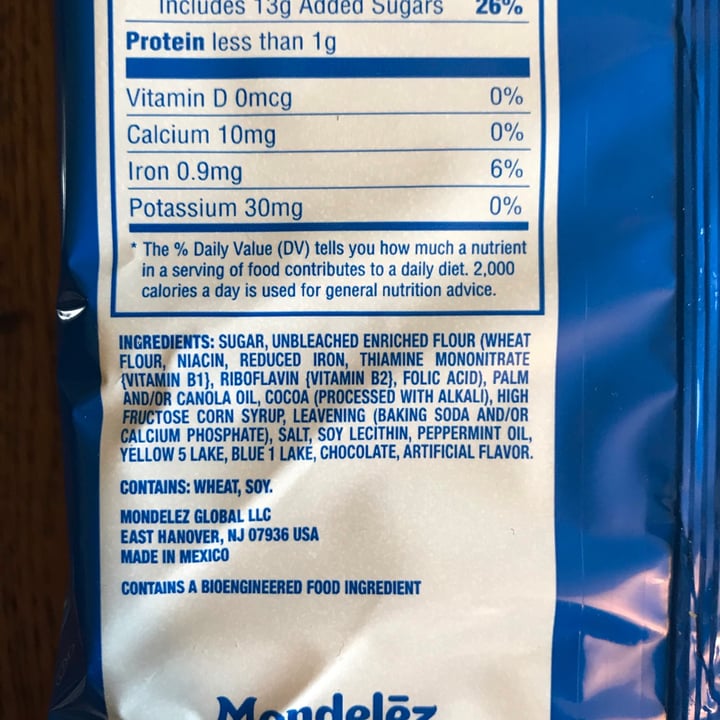 Includes 13g Added Sugars 26%
Protein less than 1g
Vitamin D 0mcg 0%
Calcium 10mg 0%
Iron 0.9mg 6%
Potassium 30mg 0%
* The % Daily Value (DV) tells you how much a nutrient
in a serving of food contributes to a daily diet. 2,000
calories a day is used for general nutrition advice.
INGREDIENTS: SUGAR, UNBLEACHED ENRICHED FLOUR (WHEAT
FLOUR, NIACIN, REDUCED IRON, THIAMINE MONONITRATE
{VITAMIN B1}, RIBOFLAVIN {VITAMIN B2}, FOLIC ACID), PALM
AND/OR CANOLA OIL, COCOA (PROCESSED WITH ALKALI), HIGH
FRUCTOSE CORN SYRUP, LEAVENING (BAKING SODA AND/OR
CALCIUM PHOSPHATE), SALT, SOY LECITHIN, PEPPERMINT OIL,
YELLOW 5 LAKE, BLUE 1 LAKE, CHOCOLATE, ARTIFICIAL FLAVOR.
CONTAINS: WHEAT, SOY.
MONDELEZ GLOBAL LLC
EAST HANOVER, NJ 07936 USA
MADE IN MEXICO
CONTAINS A BIOENGINEERED FOOD INGREDIENT
Mondelēz